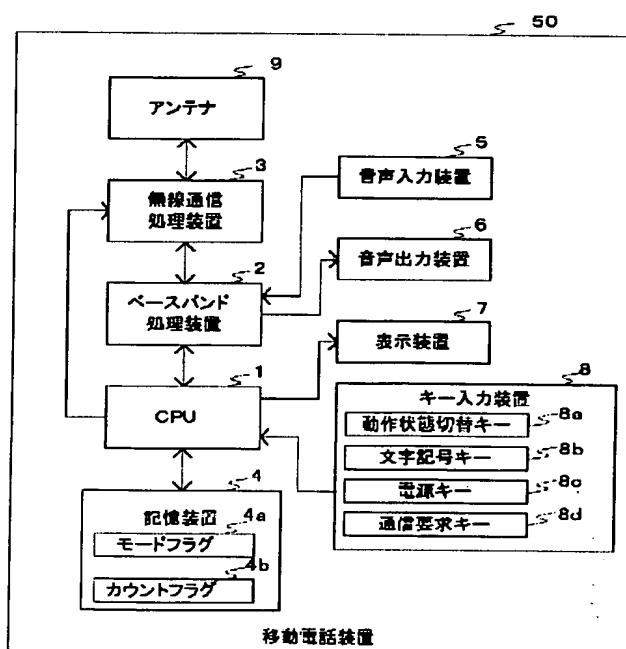 50
9
アンテナ
3
無線通信
処理装置
2
ベースバンド
処理装置
1
CPU
4
記憶装置
4a
モードフラグ
4b
カウントフラグ
5
音声入力装置
6
音声出力装置
7
表示装置
8
キー入力装置
動作状態切替キー
8a
文字記号キー
8b
電源キー
8c
通信要求キー
8d
移動電話装置